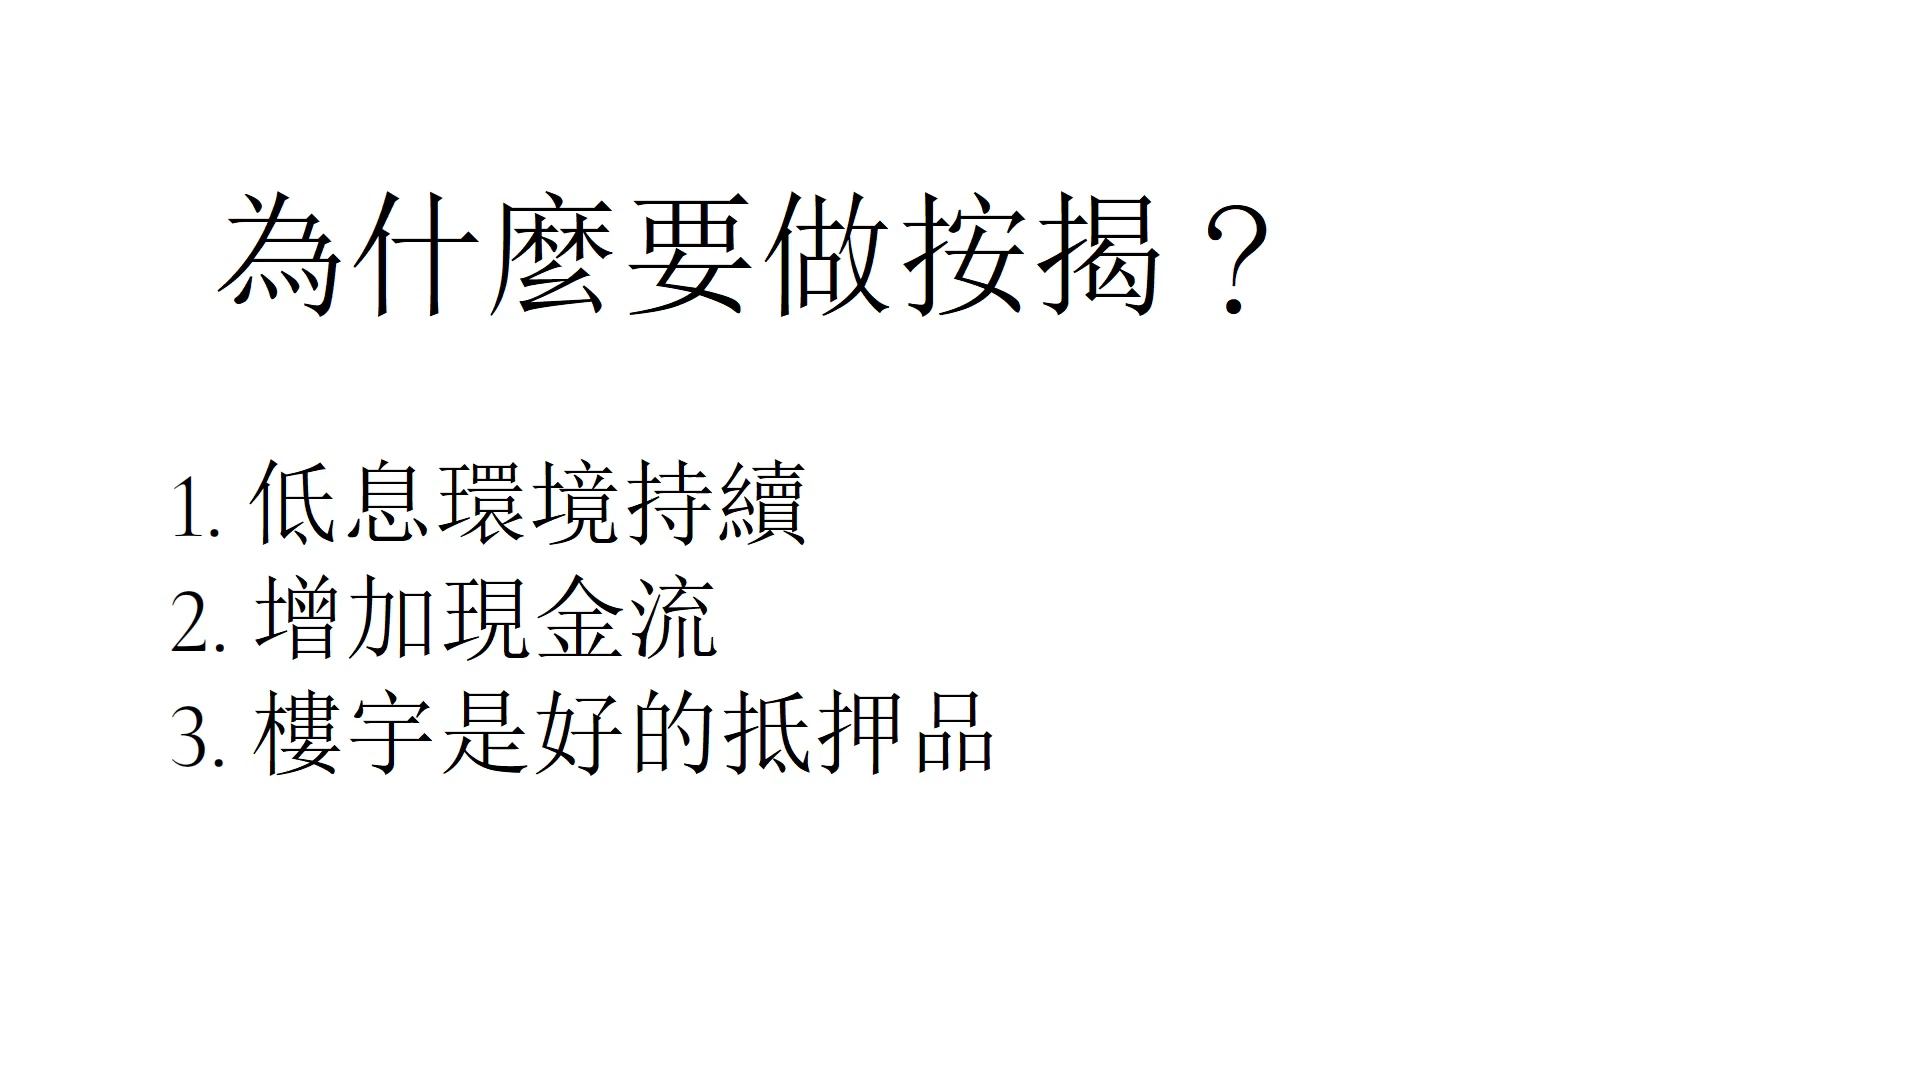 為什麼要做按揭？
1. 低息環境持續
2. 增加現金流
3. 樓宇是好的抵押品